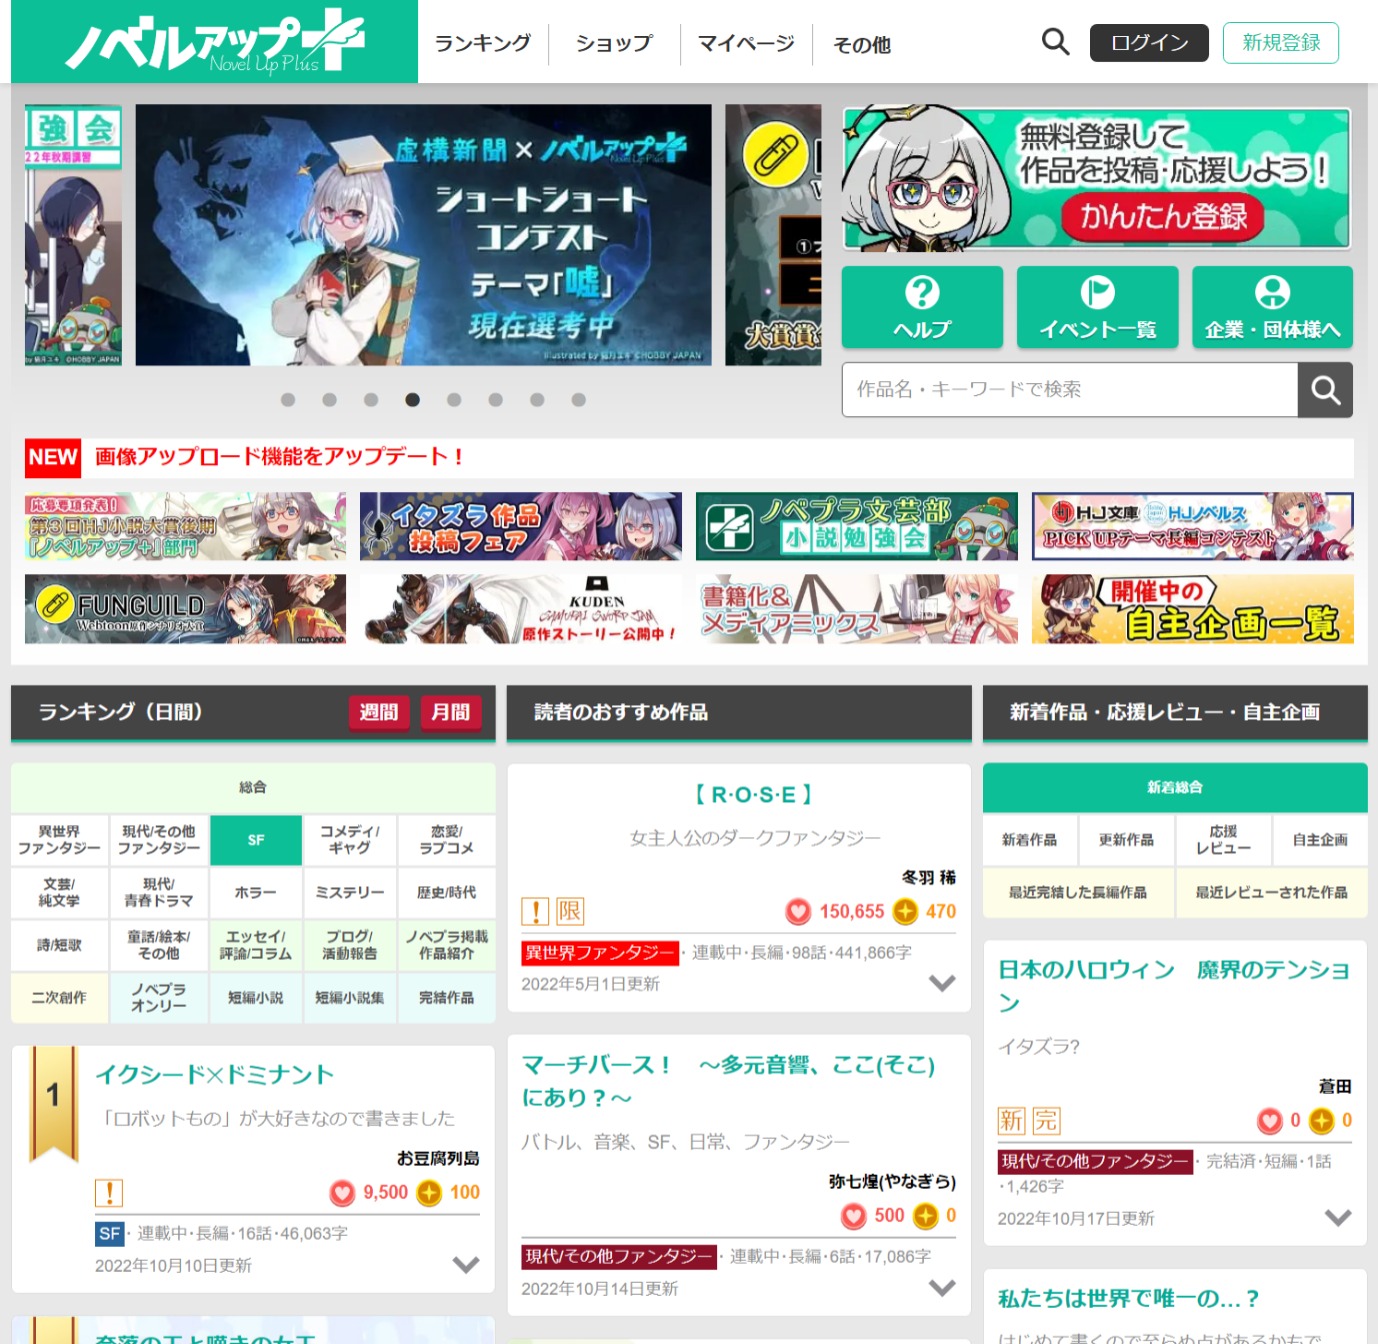 ノベルアップ+
Novel Up Plus
ランキング
ショップ
マイページ
その他
ログイン
新規登録
強会
22年秋期講習
©HOBBY JAPAN
虚構新聞×ノベルアップ+
ショートショート
コンテスト
テーマ「嘘」
現在選考中
Illustrated by 猫月ユキ ©HOBBY JAPAN
大賞賞
無料登録して
作品を投稿・応援しよう！
かんたん登録
ヘルプ
イベント一覧
企業・団体様へ
作品名・キーワードで検索
NEW 画像アップロード機能をアップデート！
応募要項発表！
第3回HJ小説大賞後期
「ノベルアップ+」部門
イタズラ作品
投稿フェア
ノベプラ文芸部
小説勉強会
HJ文庫 HJノベルス
PICK UPテーマ長編コンテスト
FUNGUILD
Webtoon原作シナリオ大賞
KUDEN
SAMURAI SWORD JAM
原作ストーリー公開中！
書籍化&
メディアミックス
開催中の
自主企画一覧
ランキング（日間）
週間
月間
総合
異世界
ファンタジー
現代/その他
ファンタジー
SF
コメディ/
ギャグ
恋愛/
ラブコメ
文芸/
純文学
現代/
青春ドラマ
ホラー
ミステリー
歴史/時代
詩/短歌
童話/絵本/
その他
エッセイ/
評論/コラム
ブログ/
活動報告
ノベプラ掲載
作品紹介
二次創作
ノベプラ
オンリー
短編小説
短編小説集
完結作品
1
イクシード×ドミナント
「ロボットもの」が大好きなので書きました
お豆腐列島
！
9,500
100
SF・連載中・長編・16話・46,063字
2022年10月10日更新
奈落の王と嘆きの女王
読者のおすすめ作品
【 R・O・S・E 】
女主人公のダークファンタジー
冬羽 稀
！ 限
150,655
470
異世界ファンタジー・連載中・長編・98話・441,866字
2022年5月1日更新
マーチバース！　～多元音響、ここ(そこ)
にあり？～
バトル、音楽、SF、日常、ファンタジー
弥七煌(やなぎら)
500
0
現代/その他ファンタジー・連載中・長編・6話・17,086字
2022年10月14日更新
新着作品・応援レビュー・自主企画
新着総合
新着作品
更新作品
応援
レビュー
自主企画
最近完結した長編作品
最近レビューされた作品
日本のハロウィン　魔界のテンショ
ン
イタズラ?
蒼田
新 完
0
0
現代/その他ファンタジー・完結済・短編・1話
・1,426字
2022年10月17日更新
私たちは世界で唯一の…？
はじめて書くので至らぬ点があるかもで